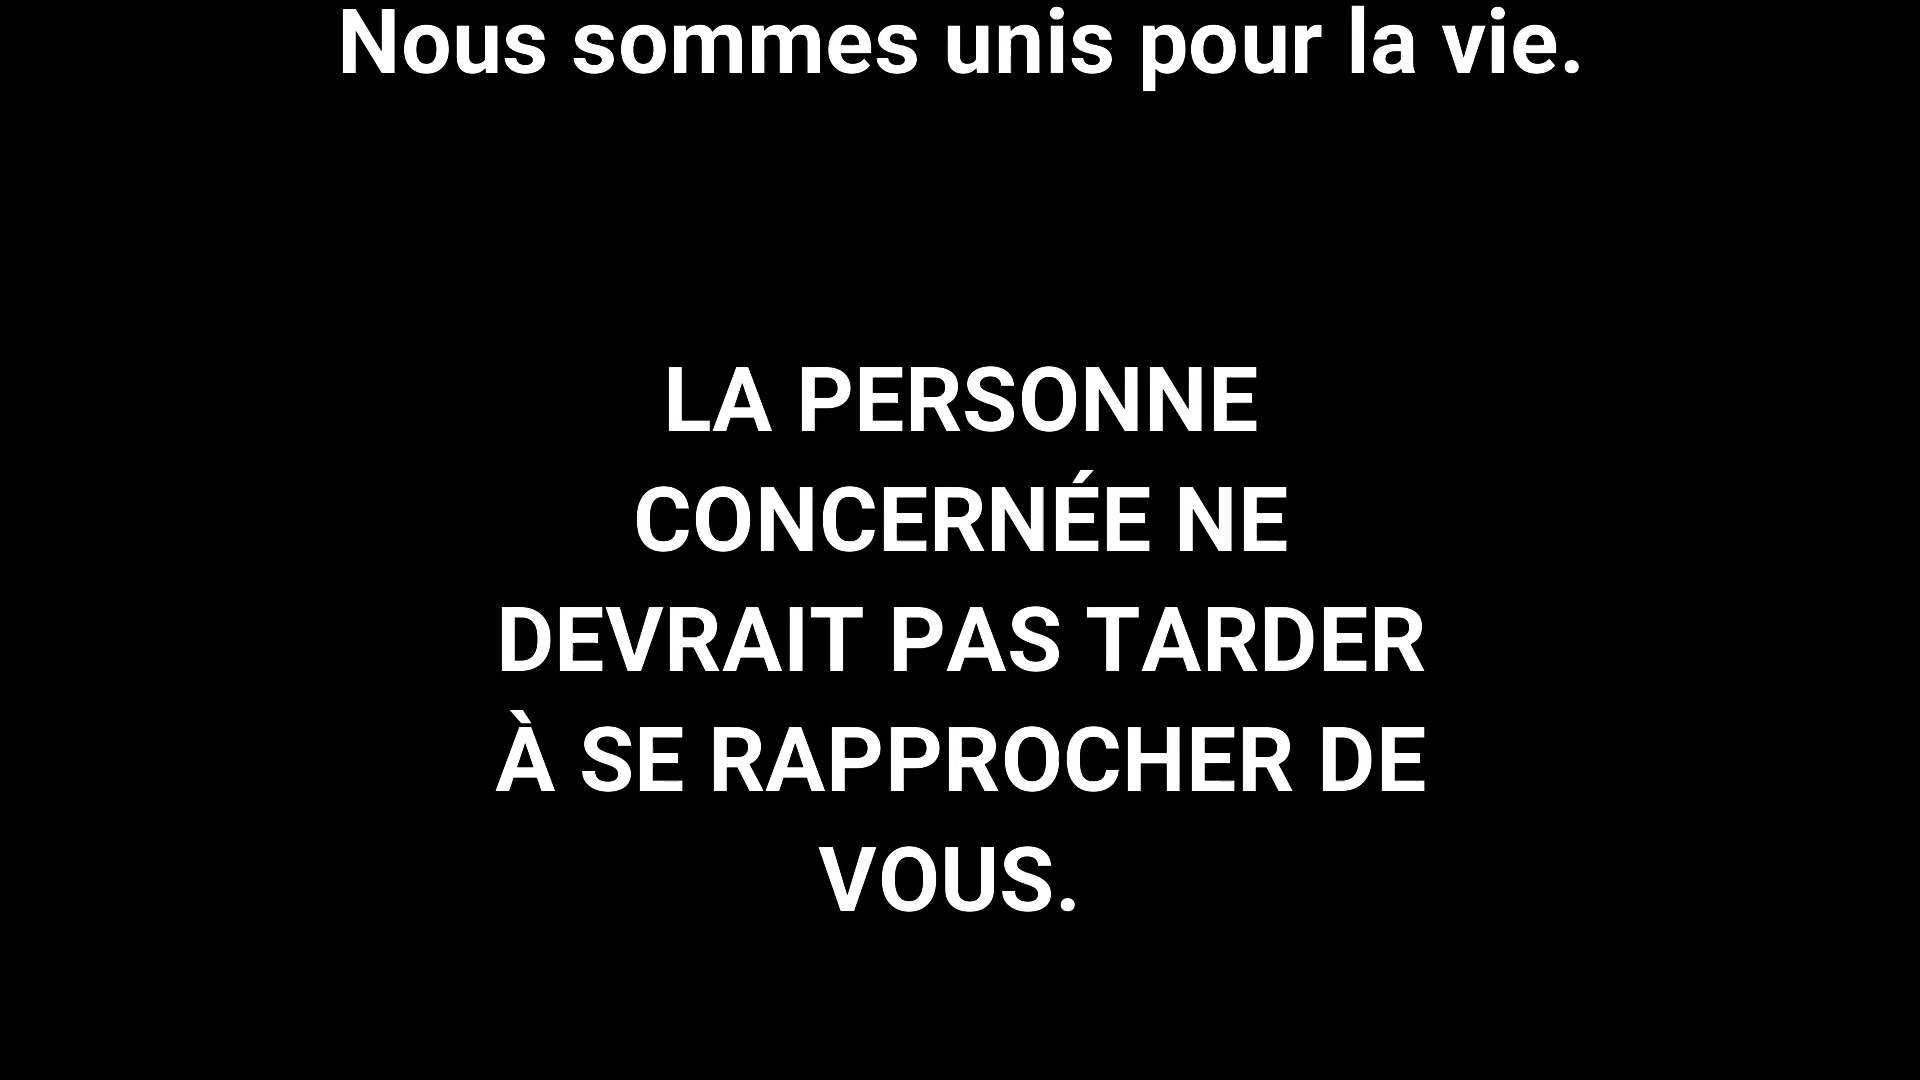 Nous sommes unis pour la vie.
LA PERSONNE
CONCERNÉE NE
DEVRAIT PAS TARDER
À SE RAPPROCHER DE
VOUS.